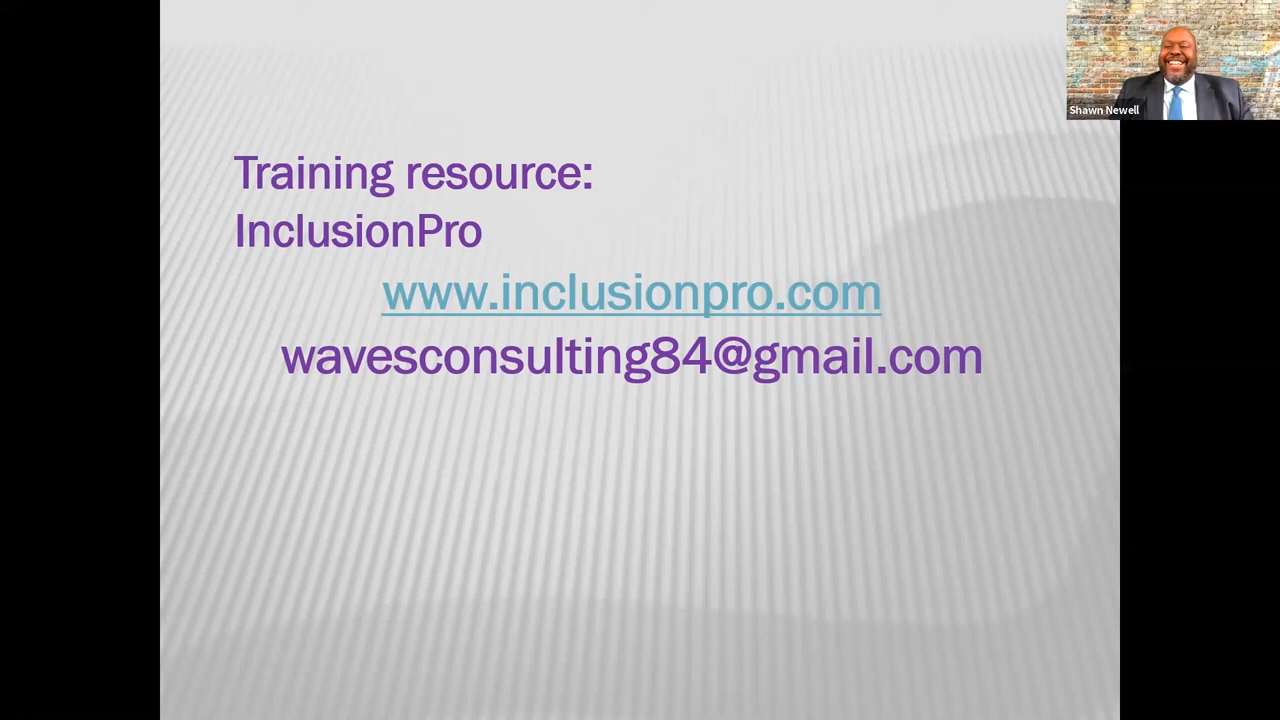 Shawn Newell
Training resource:
InclusionPro
www.inclusionpro.com
wavesconsulting84@gmail.com